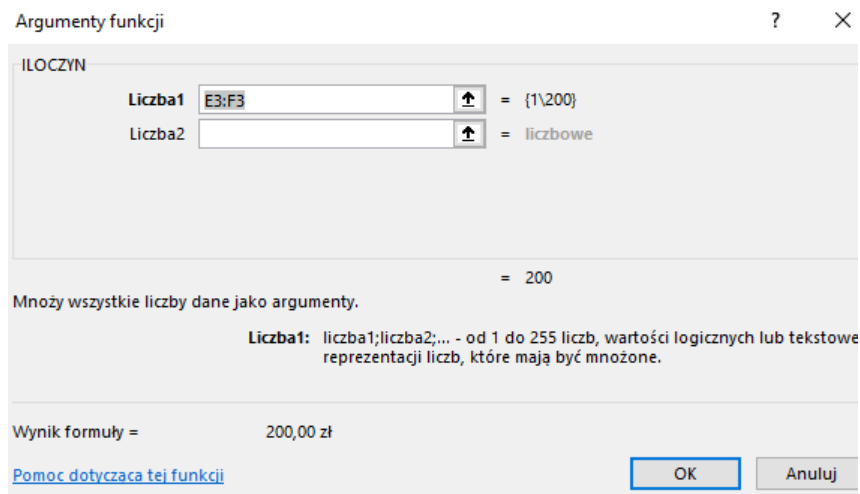 Argumenty funkcji ? ×
ILOCZYN
Liczba1 E3:F3 = {1\200}
Liczba2 = liczbowe
= 200
Mnoży wszystkie liczby dane jako argumenty.
Liczba1: liczba1;liczba2;... - od 1 do 255 liczb, wartości logicznych lub tekstowe
reprezentacji liczb, które mają być mnożone.
Wynik formuły = 200,00 zł
Pomoc dotycząca tej funkcji OK Anuluj